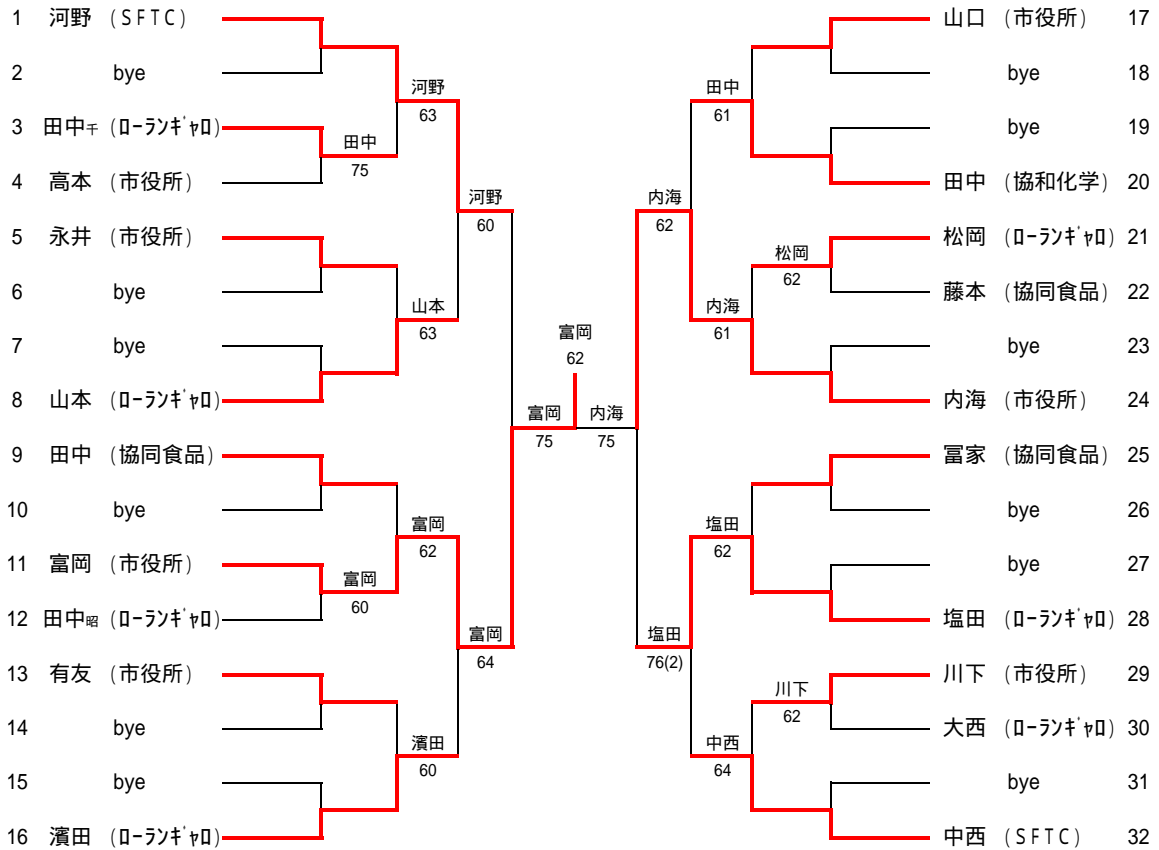 1 河野 (SFTC)
2 bye
3 田中千 (ローランギャロ)
4 高本 (市役所)
5 永井 (市役所)
6 bye
7 bye
8 山本 (ローランギャロ)
9 田中 (協同食品)
10 bye
11 富岡 (市役所)
12 田中昭 (ローランギャロ)
13 有友 (市役所)
14 bye
15 bye
16 濱田 (ローランギャロ)
田中
75
富岡
60
河野
63
山本
63
富岡
62
濱田
60
河野
60
富岡
64
富岡
75
富岡
62
内海
75
内海
62
塩田
76(2)
田中
61
内海
61
塩田
62
中西
64
松岡
62
川下
62
山口 (市役所) 17
bye 18
bye 19
田中 (協和化学) 20
松岡 (ローランギャロ) 21
藤本 (協同食品) 22
bye 23
内海 (市役所) 24
冨家 (協同食品) 25
bye 26
bye 27
塩田 (ローランギャロ) 28
川下 (市役所) 29
大西 (ローランギャロ) 30
bye 31
中西 (SFTC) 32